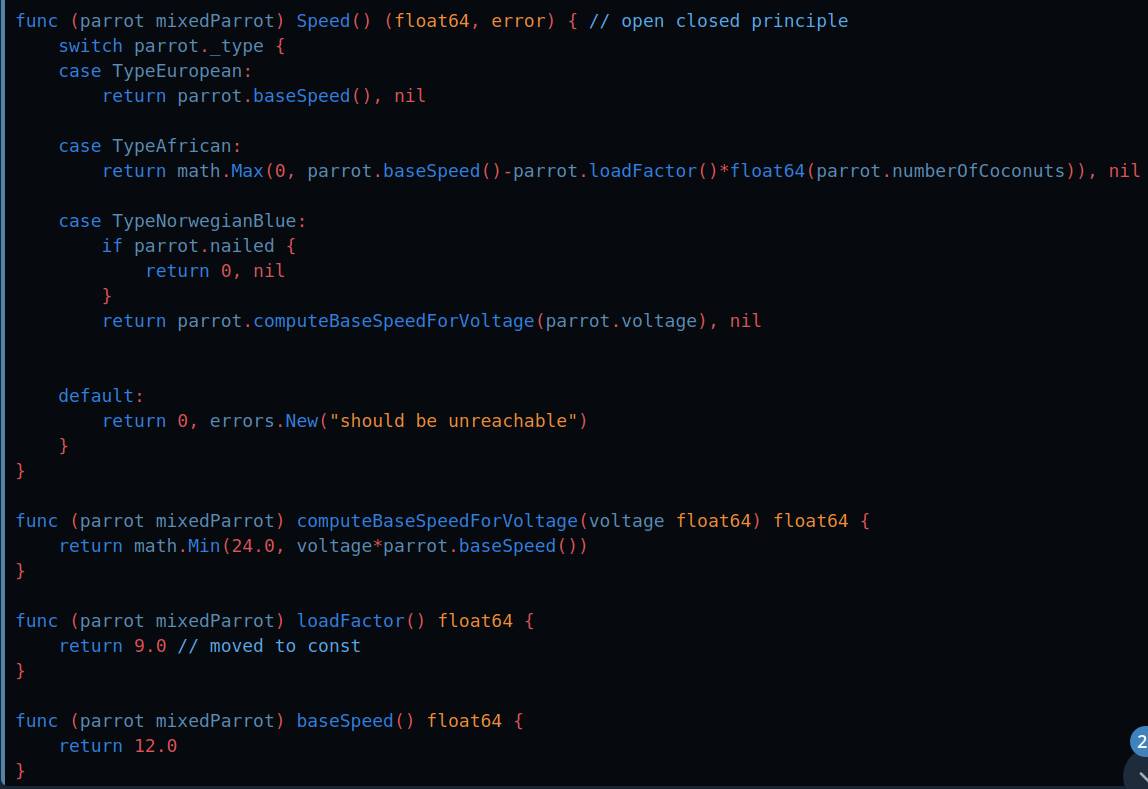 func (parrot mixedParrot) Speed() (float64, error) { // open closed principle
    switch parrot._type {
    case TypeEuropean:
        return parrot.baseSpeed(), nil

    case TypeAfrican:
        return math.Max(0, parrot.baseSpeed()-parrot.loadFactor()*float64(parrot.numberOfCoconuts)), nil

    case TypeNorwegianBlue:
        if parrot.nailed {
            return 0, nil
        }
        return parrot.computeBaseSpeedForVoltage(parrot.voltage), nil


    default:
        return 0, errors.New("should be unreachable")
    }
}

func (parrot mixedParrot) computeBaseSpeedForVoltage(voltage float64) float64 {
    return math.Min(24.0, voltage*parrot.baseSpeed())
}

func (parrot mixedParrot) loadFactor() float64 {
    return 9.0 // moved to const
}

func (parrot mixedParrot) baseSpeed() float64 {
    return 12.0
}
2